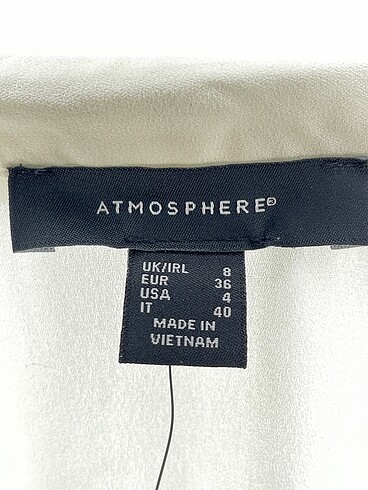 ATMOSPHERE®
UK/IRL 8
EUR 36
USA 4
IT 40
MADE IN
VIETNAM